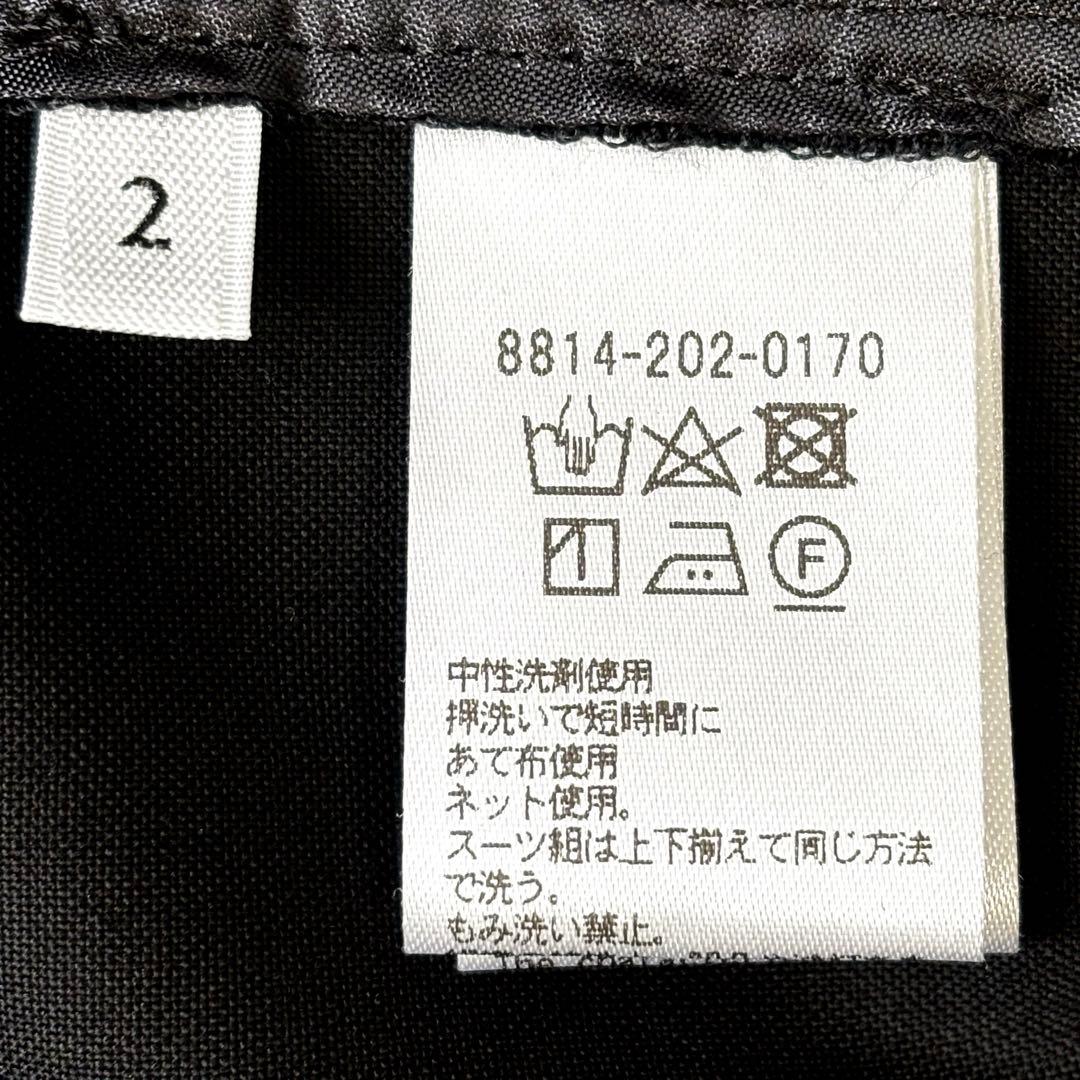 2
8814-202-0170
F
中性洗剤使用
押洗いで短時間に
あて布使用
ネット使用。
スーツ組は上下揃えて同じ方法
で洗う。
もみ洗い禁止。